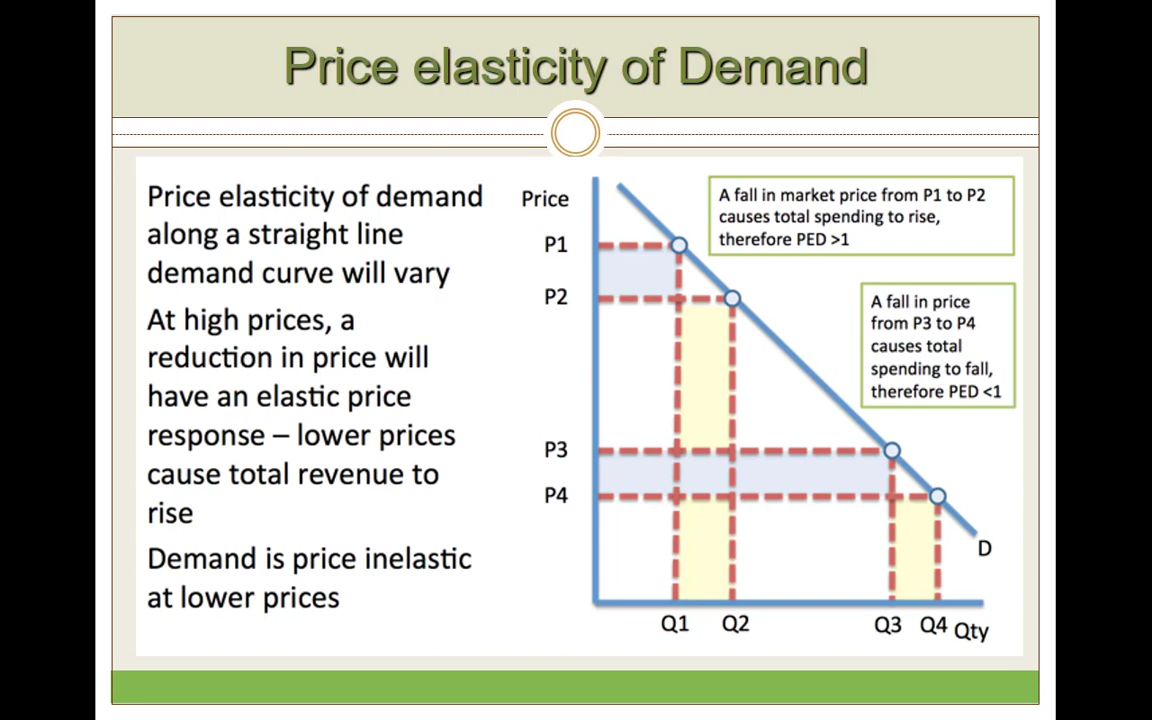 Price elasticity of Demand
Price elasticity of demand
along a straight line
demand curve will vary
At high prices, a
reduction in price will
have an elastic price
response – lower prices
cause total revenue to
rise
Demand is price inelastic
at lower prices
Price
P1
P2
P3
P4
A fall in market price from P1 to P2
causes total spending to rise,
therefore PED >1
A fall in price
from P3 to P4
causes total
spending to fall,
therefore PED <1
D
Q1 Q2 Q3 Q4 Qty